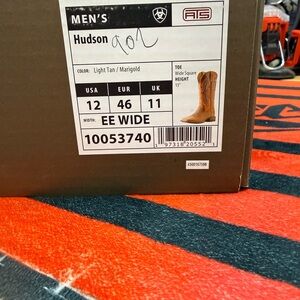 MEN'S
ATS
Hudson
COLOR: Light Tan / Marigold
USA EUR UK
12 46 11
WIDTH: EE WIDE
10053740
TOE
Wide Square
HEIGHT
13"